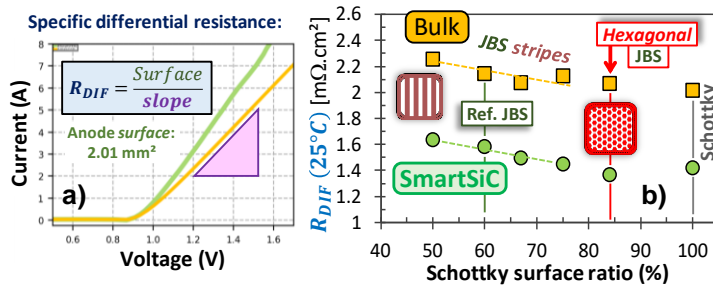 Specific differential resistance:
8
7
6
5
4
3
2
1
0
Current (A)
R_DIF = Surface / slope
Anode surface:
2.01 mm²
a)
0.6 0.8 1.0 1.2 1.4 1.6
Voltage (V)
R_DIF (25°C) [mΩ.cm²]
2.6
2.4
2.2
2
1.8
1.6
1.4
1.2
1
Bulk
JBS stripes
Hexagonal
JBS
Ref. JBS
SmartSiC
Schottky
b)
40 50 60 70 80 90 100
Schottky surface ratio (%)